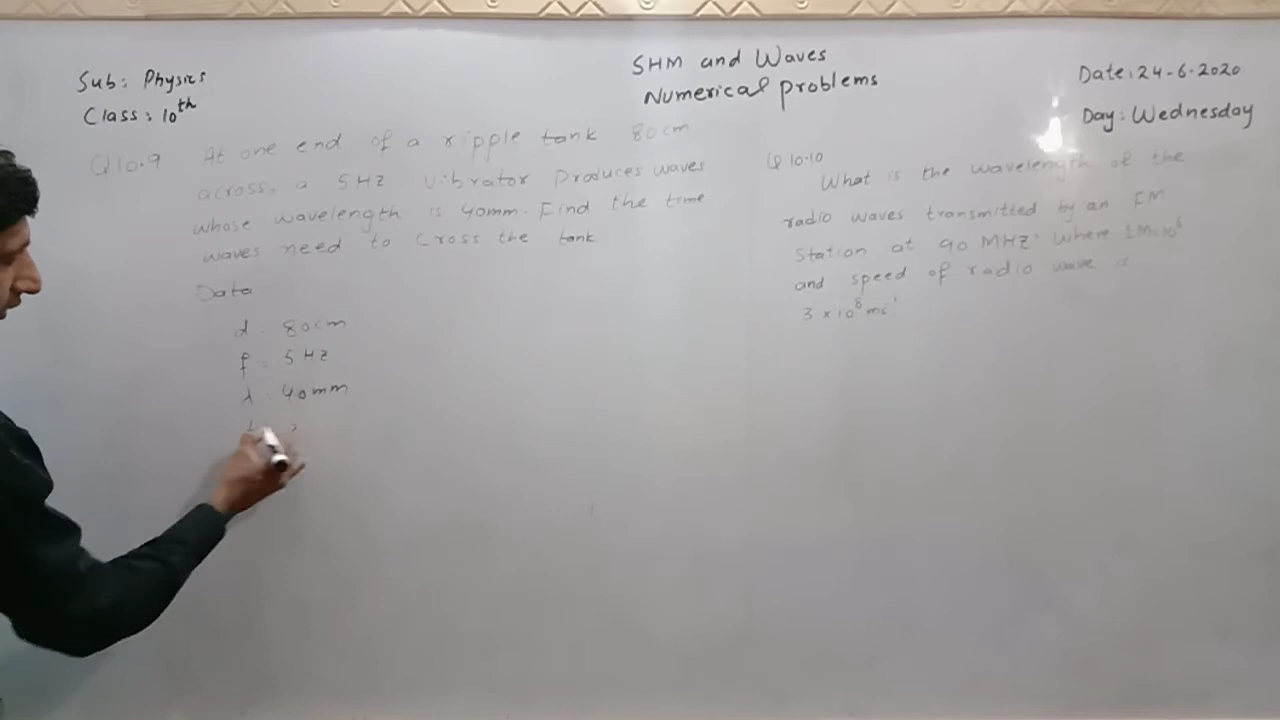 Sub: Physics
Class: 10th
SHM and Waves
Numerical problems
Date: 24-6-2020
Day: Wednesday
Q10.9 At one end of a ripple tank 80cm
across, a 5HZ vibrator produces waves
whose wavelength is 40mm. Find the time
waves need to cross the tank
Data
d = 80cm
f = 5HZ
λ = 40mm
t = ?
Q10.10
What is the wavelength of the
radio waves transmitted by an FM
station at 90 MHZ? where 1M=10⁶
and speed of radio wave is
3 × 10⁸ ms⁻¹